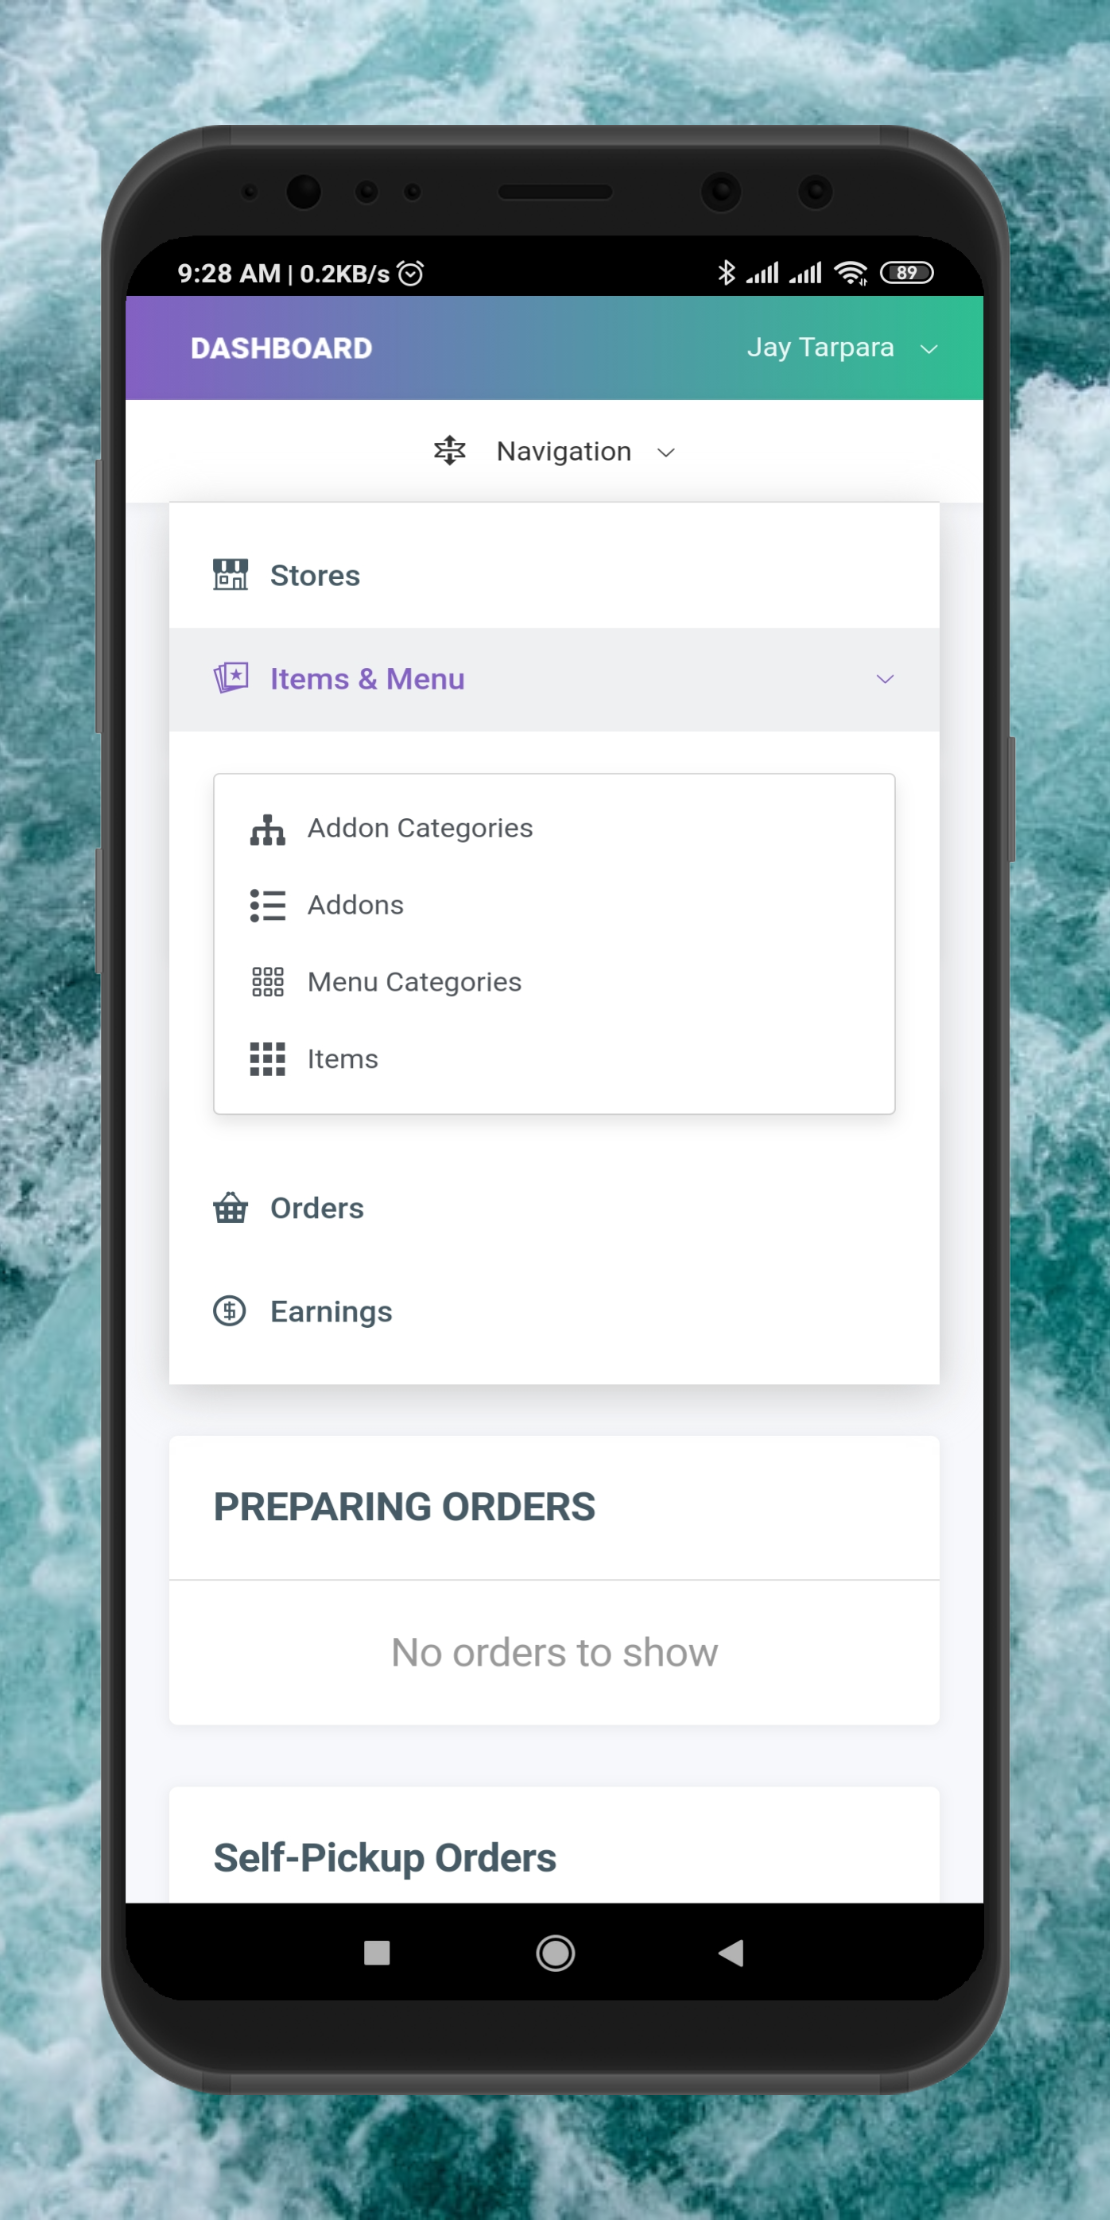 9:28 AM | 0.2KB/s 89
DASHBOARD Jay Tarpara
Navigation
Stores
Items & Menu
Addon Categories
Addons
Menu Categories
Items
Orders
Earnings
PREPARING ORDERS
No orders to show
Self-Pickup Orders